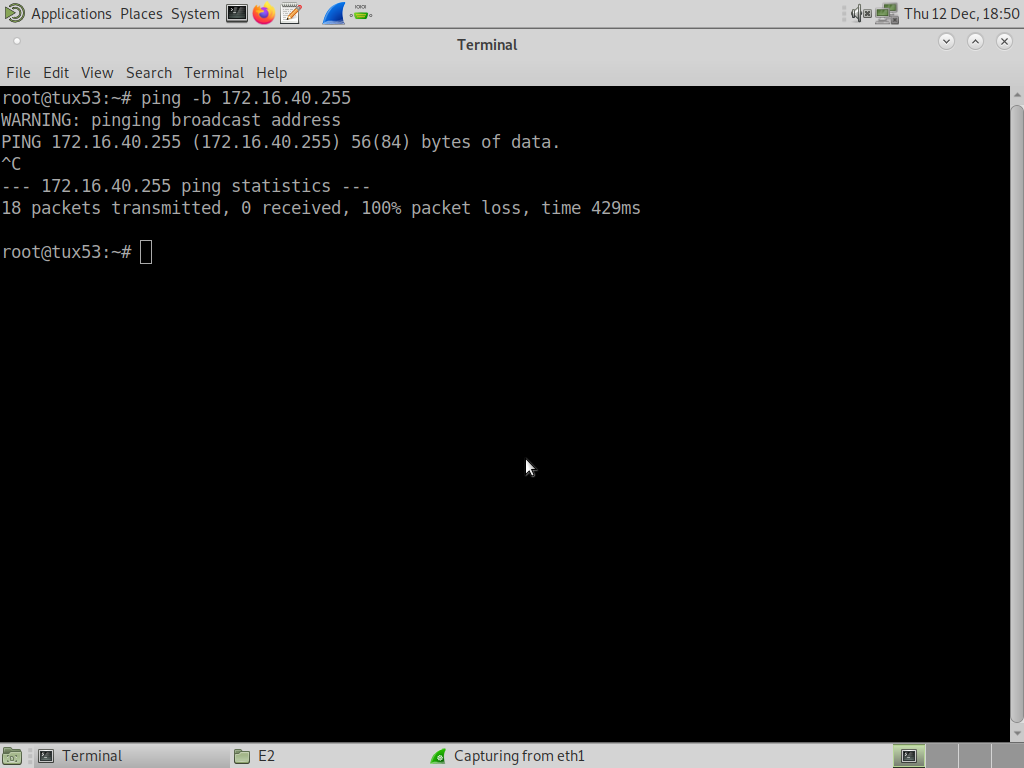 Applications Places System Thu 12 Dec, 18:50
Terminal
File Edit View Search Terminal Help
root@tux53:~# ping -b 172.16.40.255
WARNING: pinging broadcast address
PING 172.16.40.255 (172.16.40.255) 56(84) bytes of data.
^C
--- 172.16.40.255 ping statistics ---
18 packets transmitted, 0 received, 100% packet loss, time 429ms
root@tux53:~#
Terminal E2 Capturing from eth1